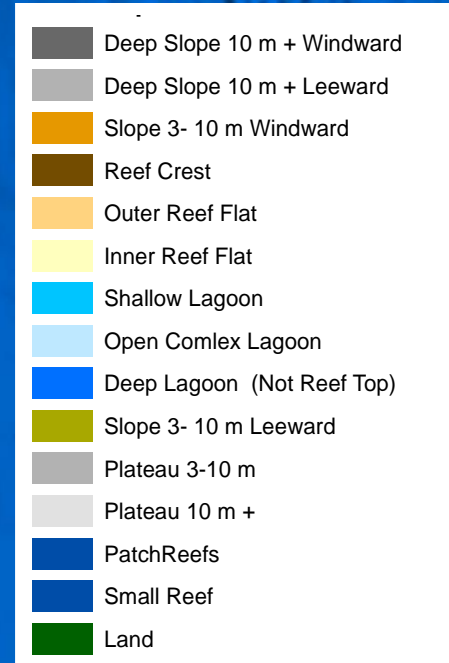 Deep Slope 10 m + Windward
Deep Slope 10 m + Leeward
Slope 3- 10 m Windward
Reef Crest
Outer Reef Flat
Inner Reef Flat
Shallow Lagoon
Open Comlex Lagoon
Deep Lagoon (Not Reef Top)
Slope 3- 10 m Leeward
Plateau 3-10 m
Plateau 10 m +
PatchReefs
Small Reef
Land